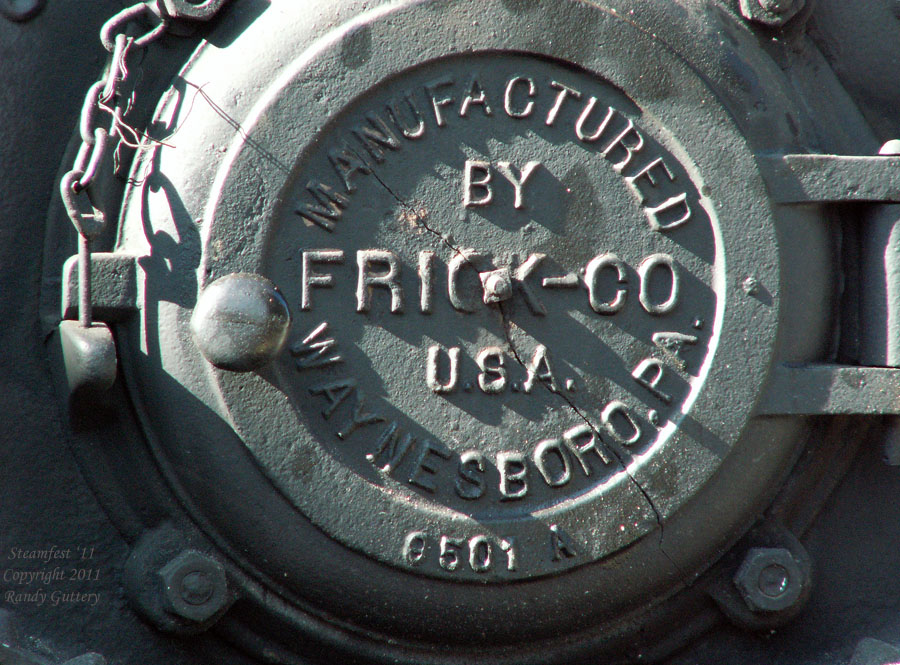 MANUFACTURED
BY
FRICK-CO
U.S.A.
WAYNESBORO, PA.
9501 A
Steamfest '11
Copyright 2011
Randy Guttery